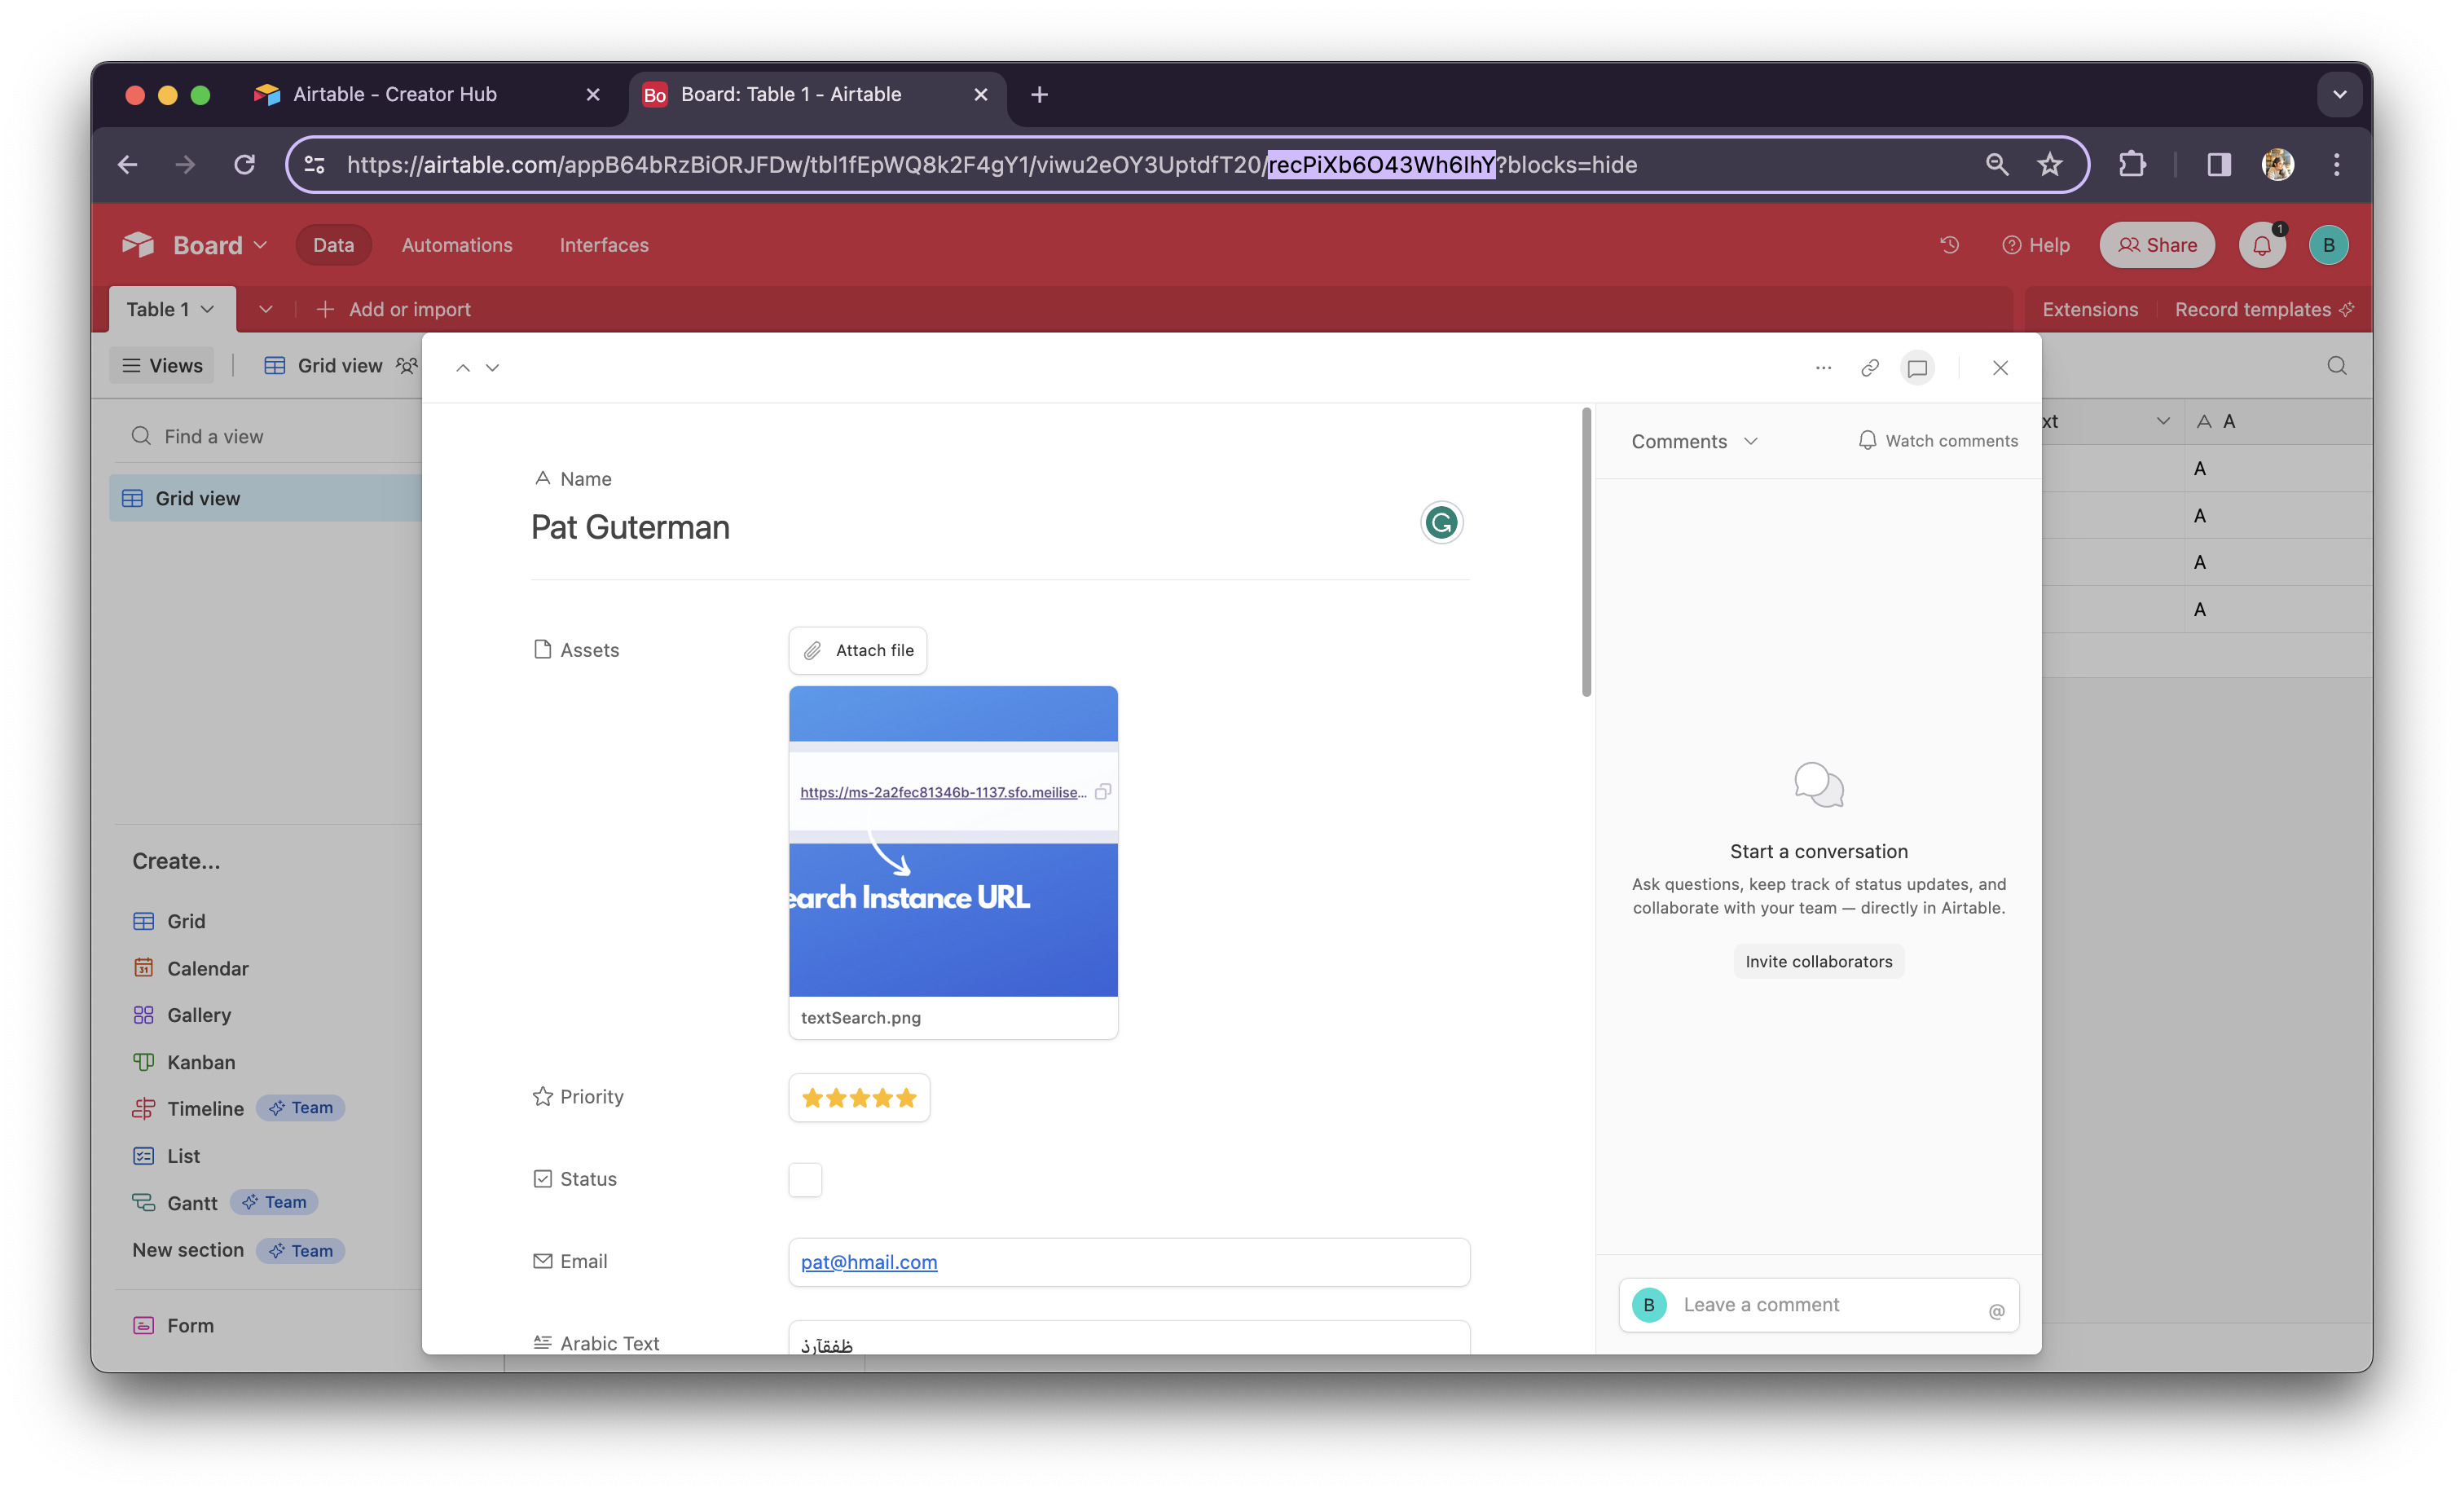 Airtable - Creator Hub
Bo Board: Table 1 - Airtable
https://airtable.com/appB64bRzBiORJFDw/tbl1fEpWQ8k2F4gY1/viwu2eOY3UptdfT20/recPiXb6O43Wh6IhY?blocks=hide
Board Data Automations Interfaces Help Share 1 B
Table 1 Add or import Extensions Record templates
Views Grid view
Find a view
Grid view
Create...
Grid
31 Calendar
Gallery
Kanban
Timeline Team
List
Gantt Team
New section Team
Form
Name
Pat Guterman
Assets
Attach file
https://ms-2a2fec81346b-1137.sfo.meilise...
earch Instance URL
textSearch.png
Priority
Status
Email
pat@hmail.com
Arabic Text
ظفقآرذ
Comments Watch comments
Start a conversation
Ask questions, keep track of status updates, and
collaborate with your team — directly in Airtable.
Invite collaborators
B Leave a comment @
xt A
A
A
A
A